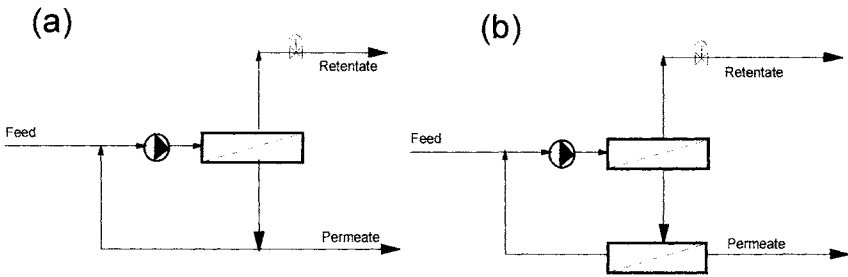 (a)
Retentate
Feed
Permeate
(b)
Retentate
Feed
Permeate